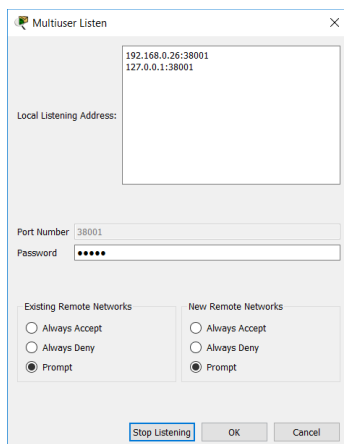 Multiuser Listen
192.168.0.26:38001
127.0.0.1:38001
Local Listening Address:
Port Number 38001
Password •••••
Existing Remote Networks
Always Accept
Always Deny
Prompt
New Remote Networks
Always Accept
Always Deny
Prompt
Stop Listening OK Cancel